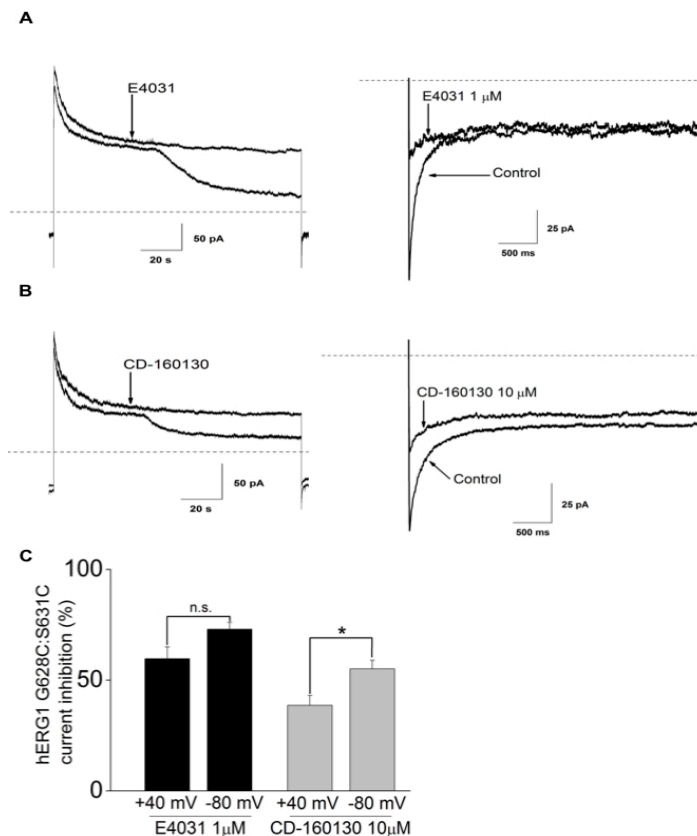 A
E4031
50 pA
20 s
E4031 1 µM
Control
25 pA
500 ms
B
CD-160130
50 pA
20 s
CD-160130 10 µM
Control
25 pA
500 ms
C
hERG1 G628C:S631C
current inhibition (%)
100
50
0
n.s.
*
+40 mV -80 mV +40 mV -80 mV
E4031 1µM CD-160130 10µM